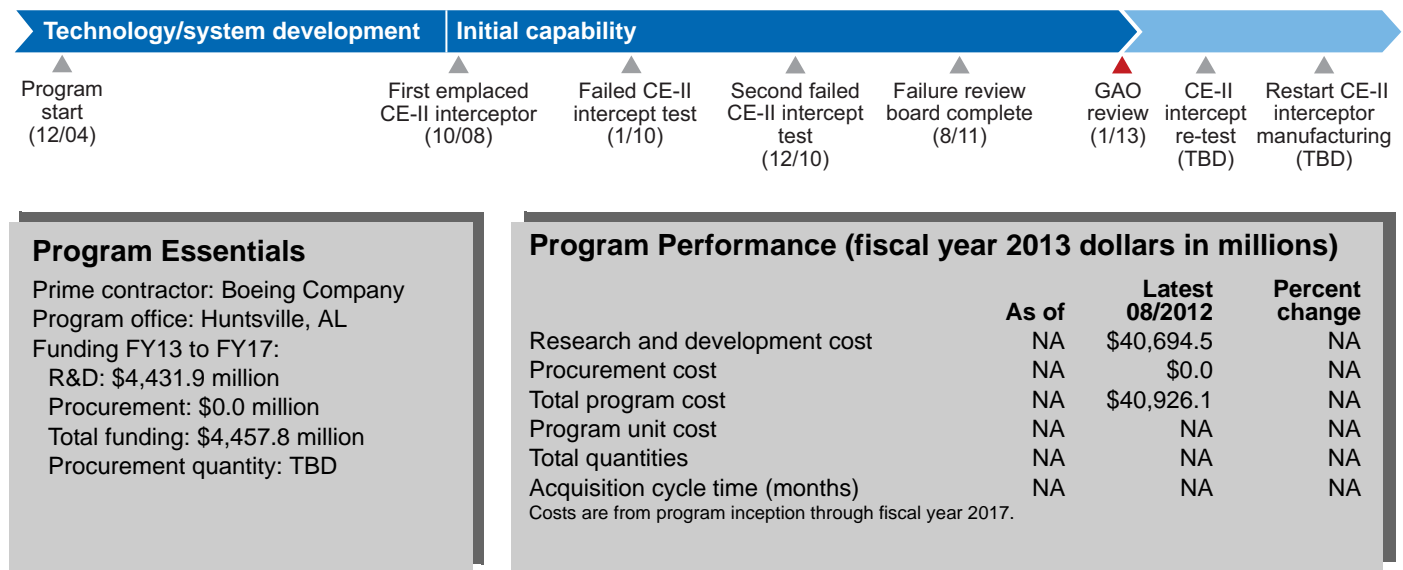 Technology/system development
Initial capability
Program
start
(12/04)
First emplaced
CE-II interceptor
(10/08)
Failed CE-II
intercept test
(1/10)
Second failed
CE-II intercept
test
(12/10)
Failure review
board complete
(8/11)
GAO
review
(1/13)
CE-II
intercept
re-test
(TBD)
Restart CE-II
interceptor
manufacturing
(TBD)
Program Essentials
Prime contractor: Boeing Company
Program office: Huntsville, AL
Funding FY13 to FY17:
R&D: $4,431.9 million
Procurement: $0.0 million
Total funding: $4,457.8 million
Procurement quantity: TBD
Program Performance (fiscal year 2013 dollars in millions)
As of Latest 08/2012 Percent change
Research and development cost NA $40,694.5 NA
Procurement cost NA $0.0 NA
Total program cost NA $40,926.1 NA
Program unit cost NA NA NA
Total quantities NA NA NA
Acquisition cycle time (months) NA NA NA
Costs are from program inception through fiscal year 2017.